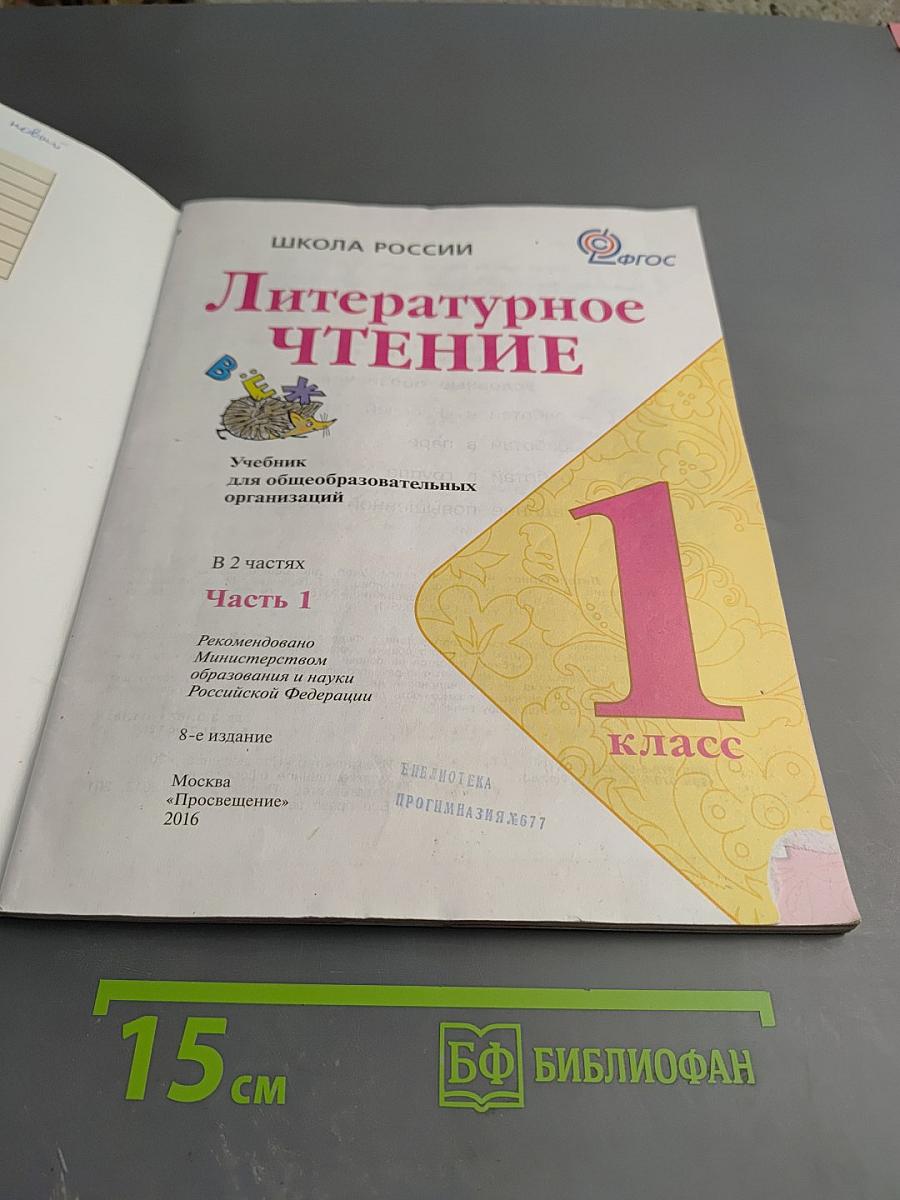 новый
ШКОЛА РОССИИ
ФГОС
Литературное
ЧТЕНИЕ
В Ё Ж
Учебник
для общеобразовательных
организаций
В 2 частях
Часть 1
Рекомендовано
Министерством
образования и науки
Российской Федерации
8-е издание
Москва
«Просвещение»
2016
1
класс
БИБЛИОТЕКА
ПРОГИМНАЗИЯ №677
15 см
БФ БИБЛИОФАН